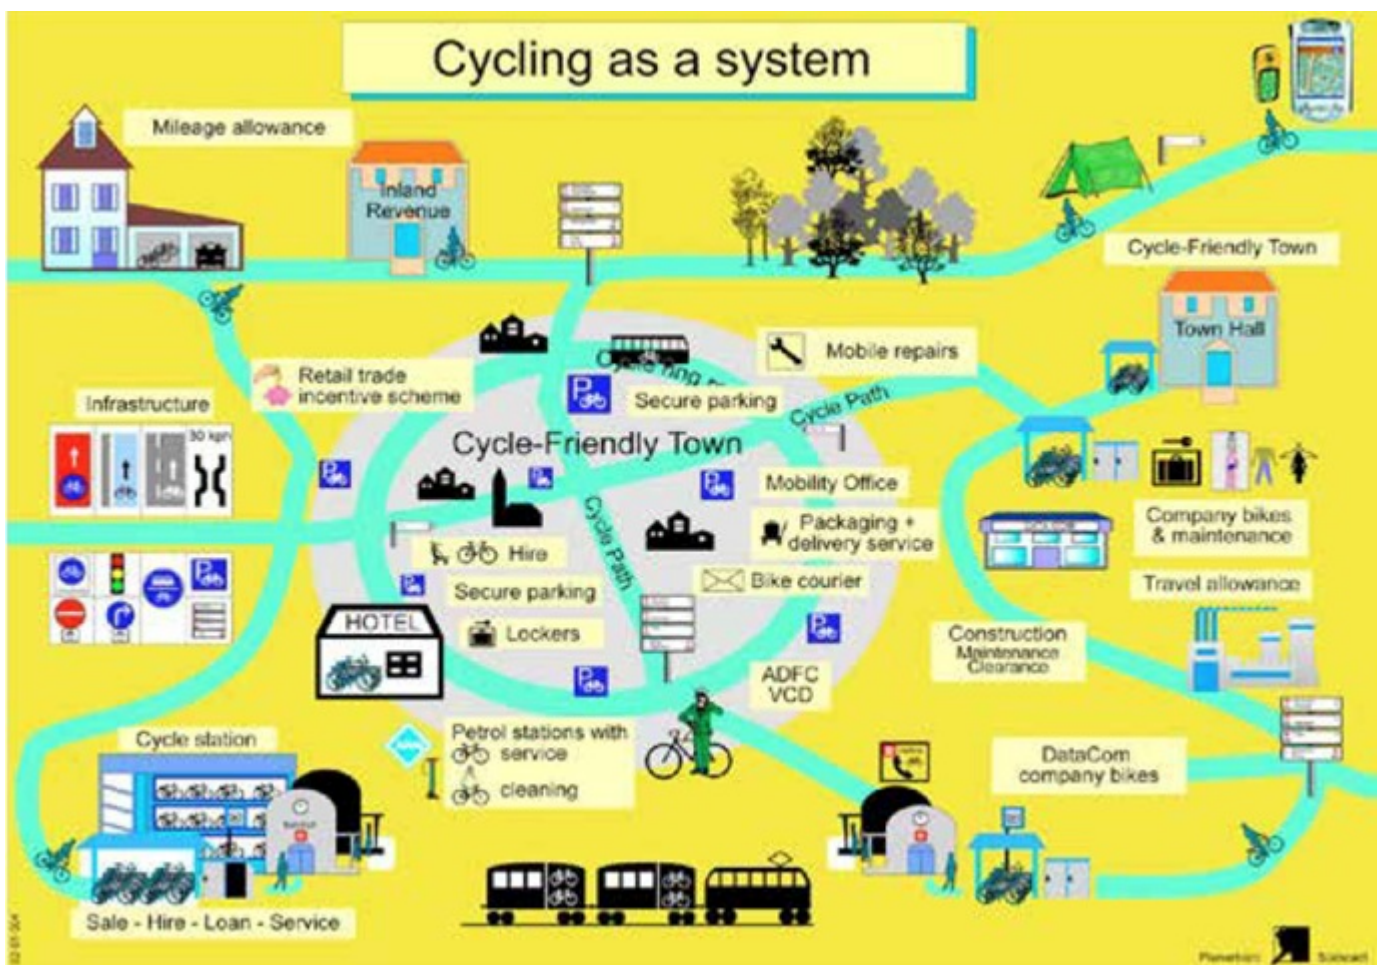 Cycling as a system
Mileage allowance
Inland
Revenue
Cycle-Friendly Town
Town Hall
Mobile repairs
Retail trade
incentive scheme
Secure parking
Cycle Path
Infrastructure
30 kph
Cycle-Friendly Town
Mobility Office
Packaging +
delivery service
Company bikes
& maintenance
Hire
Cycle Path
Bike courier
Travel allowance
Secure parking
HOTEL
Lockers
Construction
Maintenance
Clearance
ADFC
VCD
Cycle station
Petrol stations with
service
cleaning
DataCom
company bikes
Sale - Hire - Loan - Service